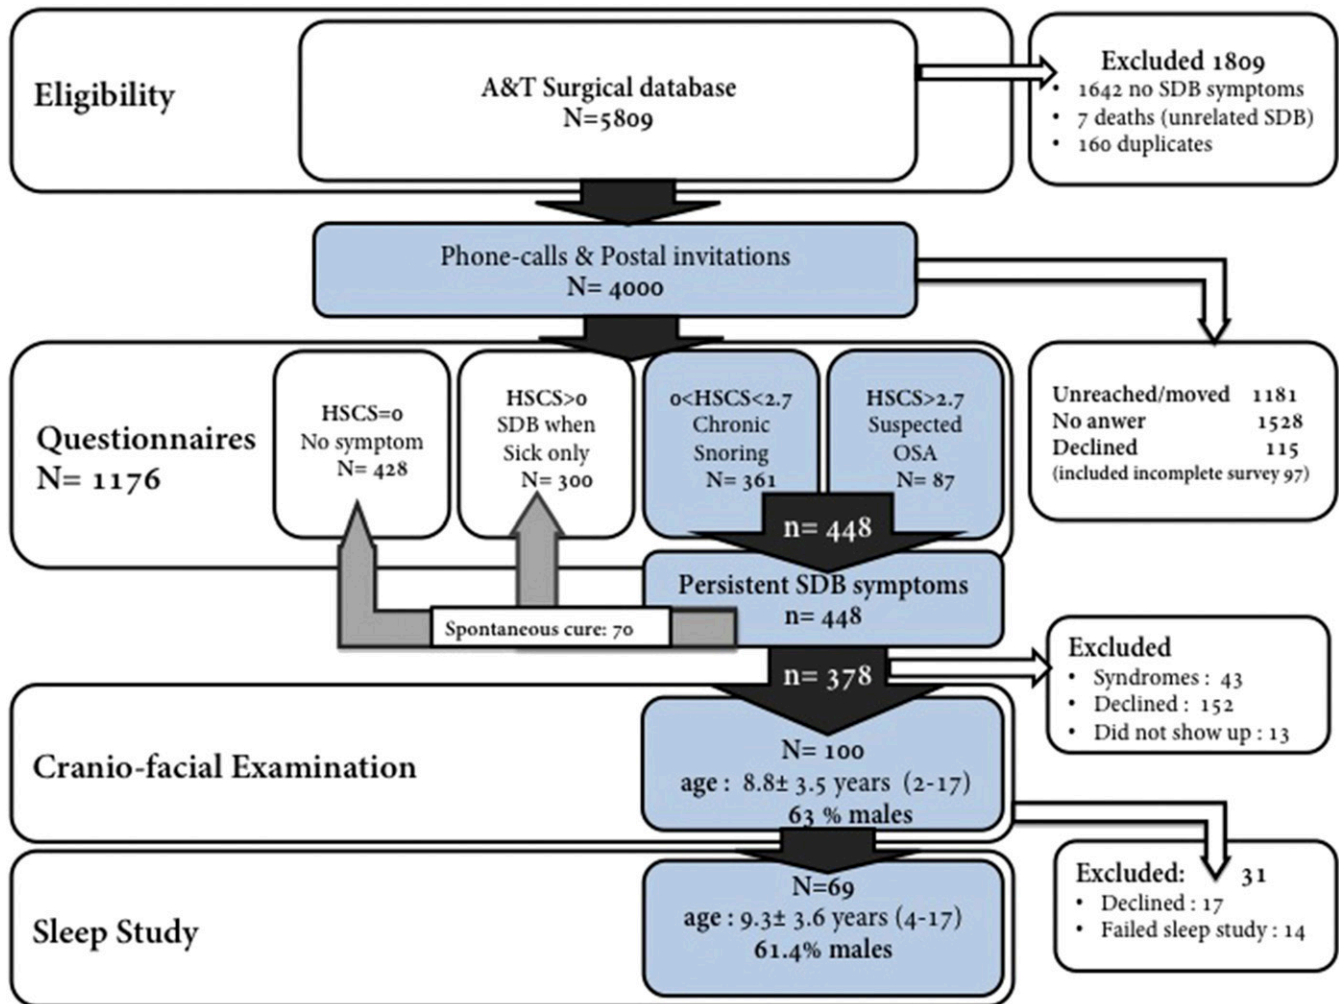 Eligibility
A&T Surgical database
N=5809
Excluded 1809
• 1642 no SDB symptoms
• 7 deaths (unrelated SDB)
• 160 duplicates
Phone-calls & Postal invitations
N= 4000
Unreached/moved 1181
No anwer 1528
Declined 115
(included incomplete survey 97)
Questionnaires
N= 1176
HSCS=0
No symptom
N= 428
HSCS>0
SDB when
Sick only
N= 300
0<HSCS<2.7
Chronic
Snoring
N= 361
HSCS>2.7
Suspected
OSA
N= 87
n= 448
Persistent SDB symptoms
n= 448
Spontaneous cure: 70
n= 378
Excluded
• Syndromes : 43
• Declined : 152
• Did not show up : 13
Cranio-facial Examination
N= 100
age : 8.8± 3.5 years (2-17)
63 % males
Excluded: 31
• Declined : 17
• Failed sleep study : 14
Sleep Study
N=69
age : 9.3± 3.6 years (4-17)
61.4% males